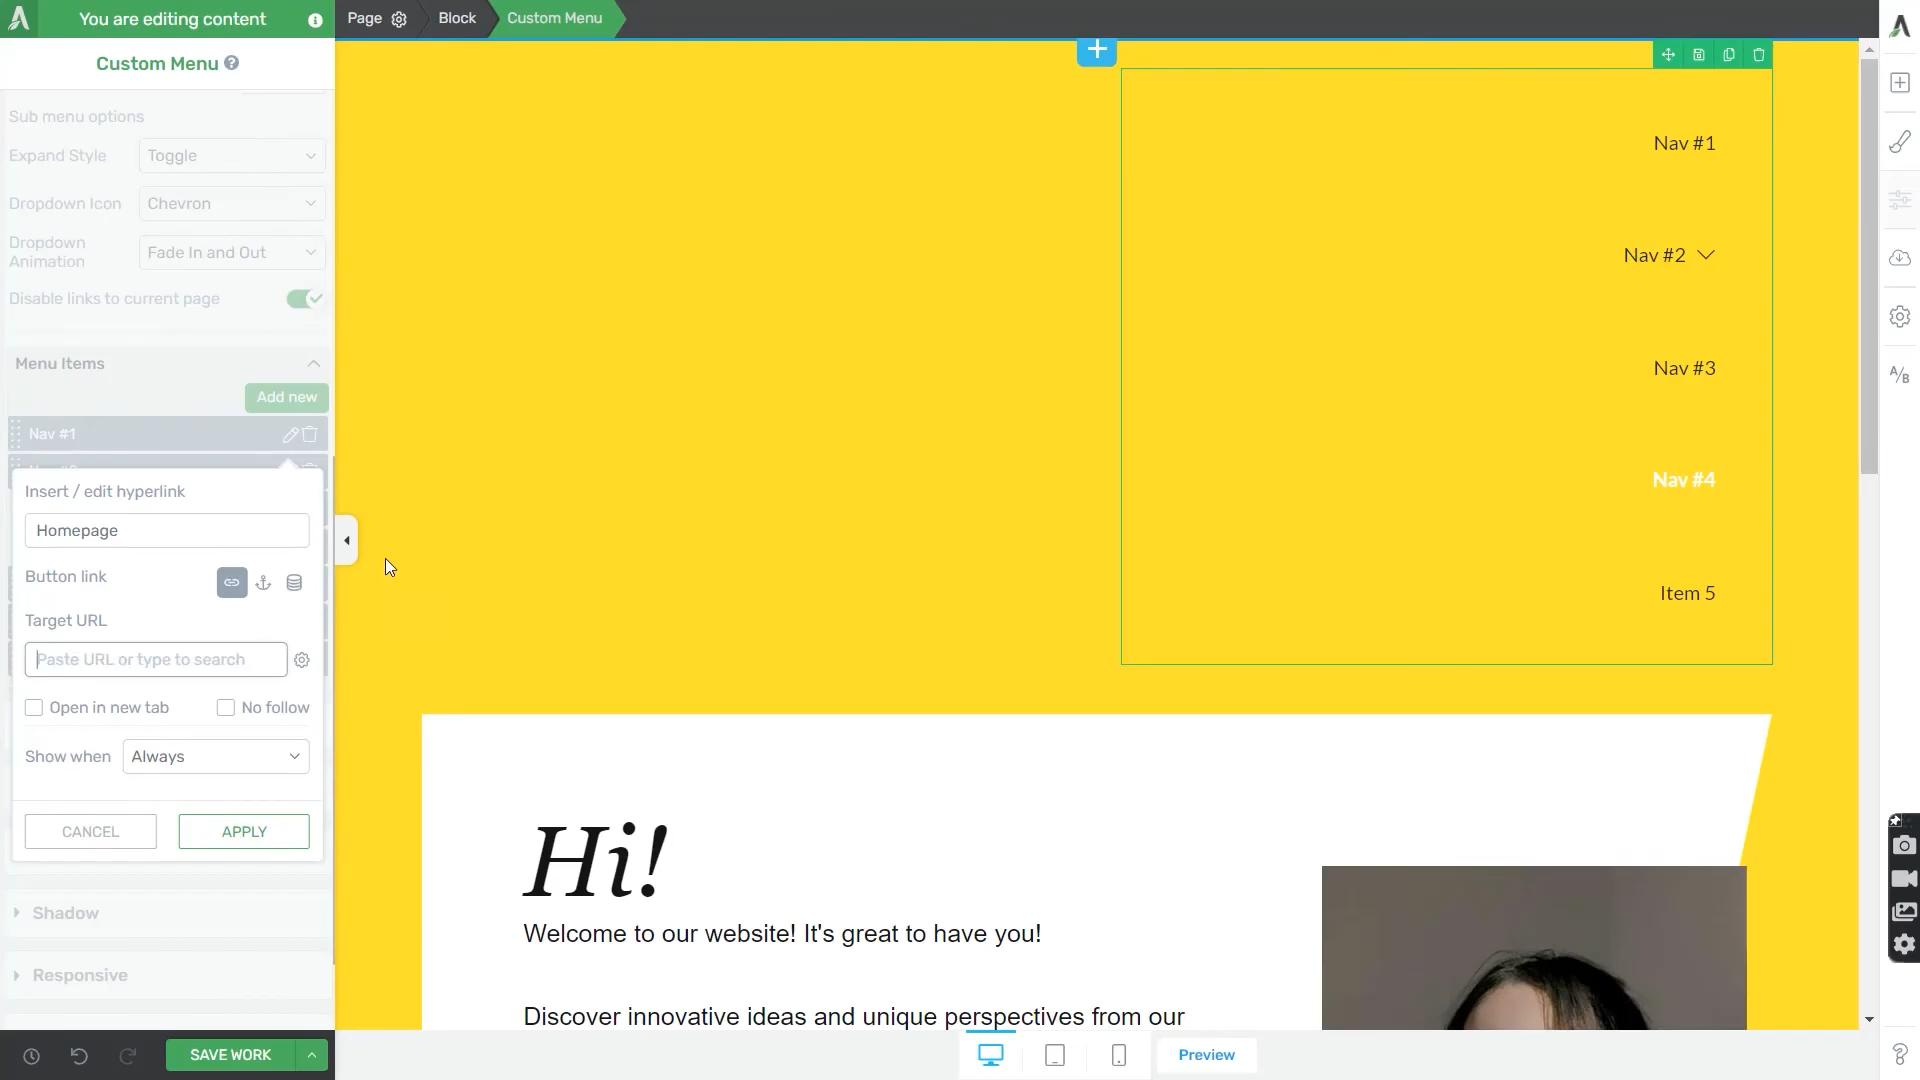 You are editing content
Page
Block
Custom Menu
Custom Menu
Sub menu options
Expand Style
Toggle
Dropdown Icon
Chevron
Dropdown Animation
Fade In and Out
Disable links to current page
Menu Items
Add new
Nav #1
Insert / edit hyperlink
Homepage
Button link
Target URL
Paste URL or type to search
Open in new tab
No follow
Show when
Always
CANCEL
APPLY
Shadow
Responsive
SAVE WORK
Nav #1
Nav #2
Nav #3
Nav #4
Item 5
Hi!
Welcome to our website! It's great to have you!
Discover innovative ideas and unique perspectives from our
Preview
A/B